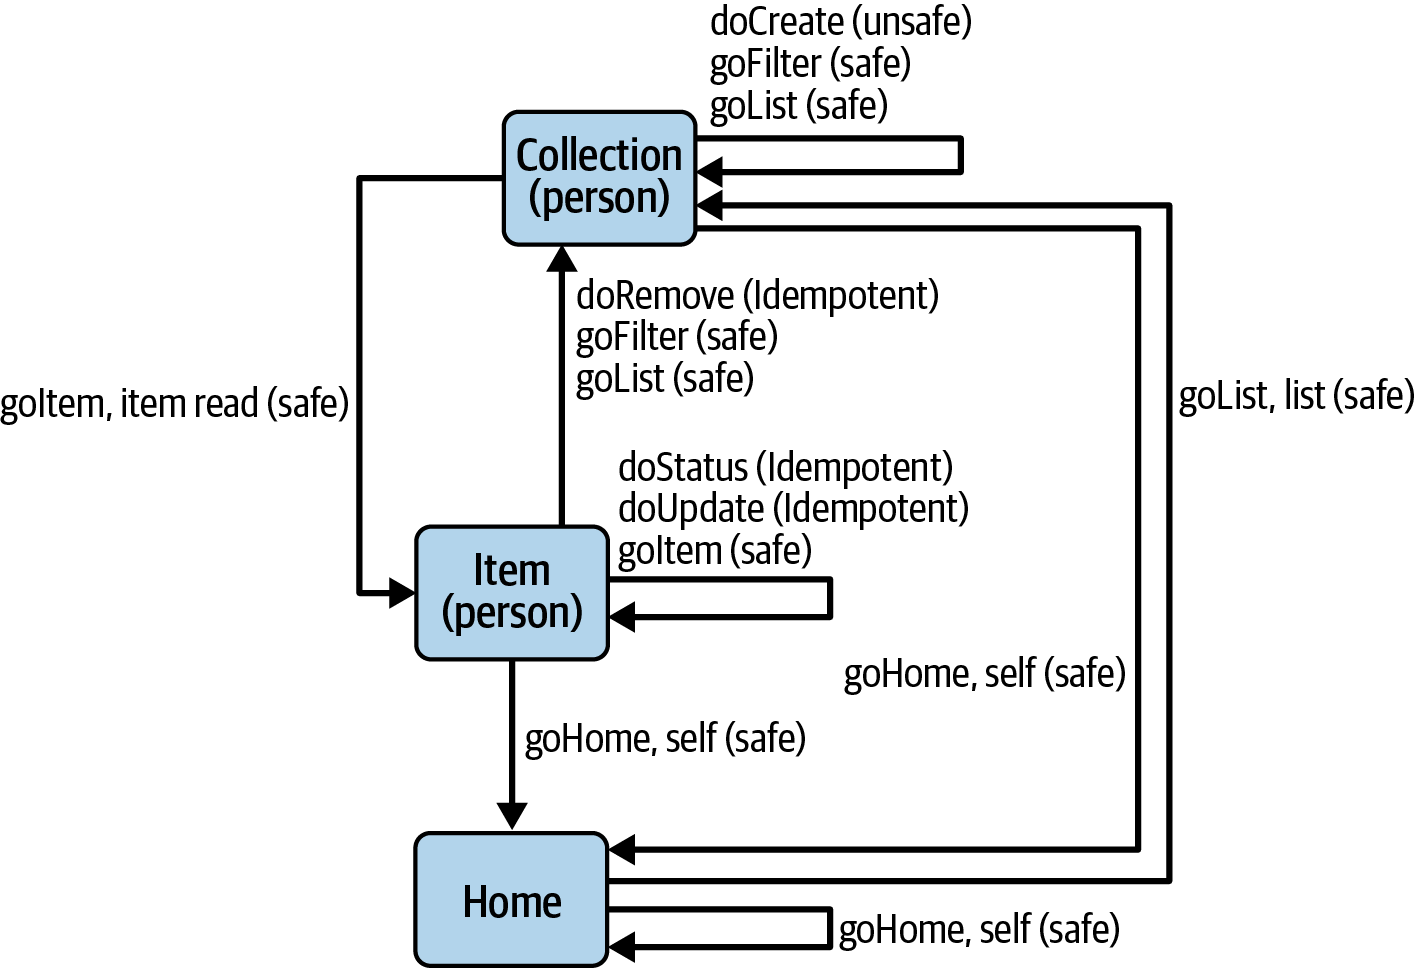 doCreate (unsafe)
goFilter (safe)
goList (safe)
Collection
(person)
doRemove (Idempotent)
goFilter (safe)
goList (safe)
goItem, item read (safe)
goList, list (safe)
doStatus (Idempotent)
doUpdate (Idempotent)
goItem (safe)
Item
(person)
goHome, self (safe)
goHome, self (safe)
Home
goHome, self (safe)